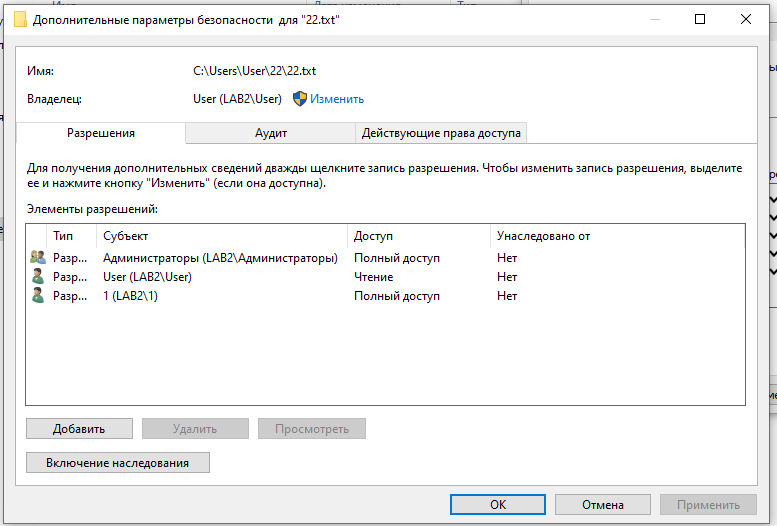 Дополнительные параметры безопасности для "22.txt"
Имя: C:\Users\User\22\22.txt
Владелец: User (LAB2\User) Изменить
Разрешения Аудит Действующие права доступа
Для получения дополнительных сведений дважды щелкните запись разрешения. Чтобы изменить запись разрешения, выделите
ее и нажмите кнопку "Изменить" (если она доступна).
Элементы разрешений:
Тип Субъект Доступ Унаследовано от
Разр... Администраторы (LAB2\Администраторы) Полный доступ Нет
Разр... User (LAB2\User) Чтение Нет
Разр... 1 (LAB2\1) Полный доступ Нет
Добавить Удалить Просмотреть
Включение наследования
ОК Отмена Применить